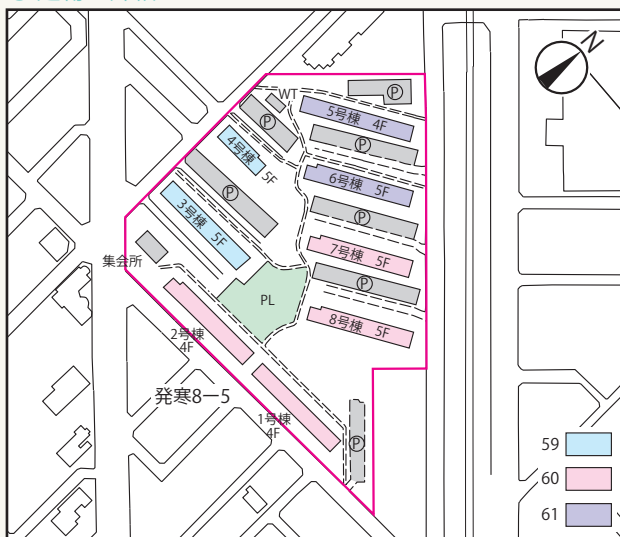 N
WT
Ⓟ
Ⓟ
5号棟 4F
Ⓟ
4号棟 5F
Ⓟ
6号棟 5F
3号棟 5F
Ⓟ
7号棟 5F
集会所
Ⓟ
PL
8号棟 5F
2号棟
4F
発寒8ー5
1号棟
4F
Ⓟ
59
60
61